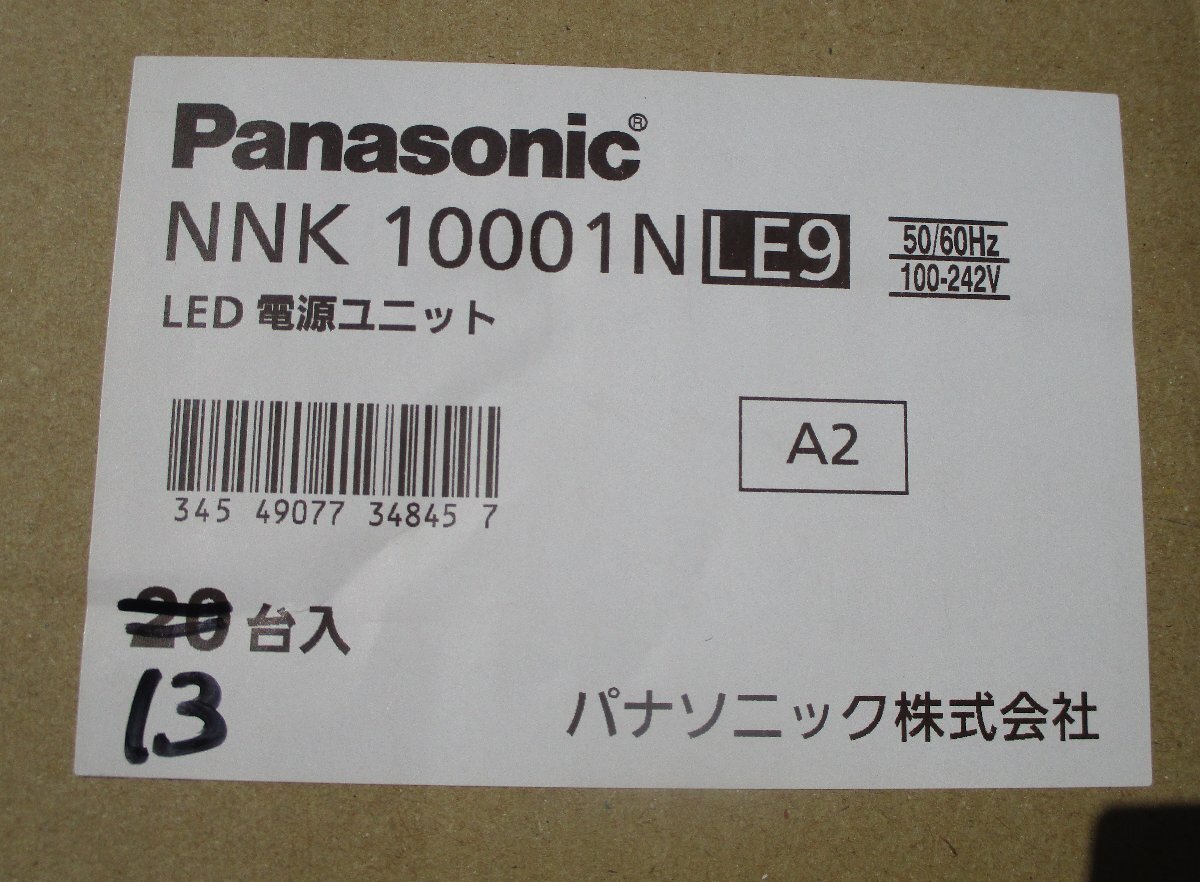 Panasonic®
NNK 10001N LE9
50/60Hz
100-242V
LED 電源ユニット
345 49077 34845 7
A2
20 台入
13
パナソニック株式会社